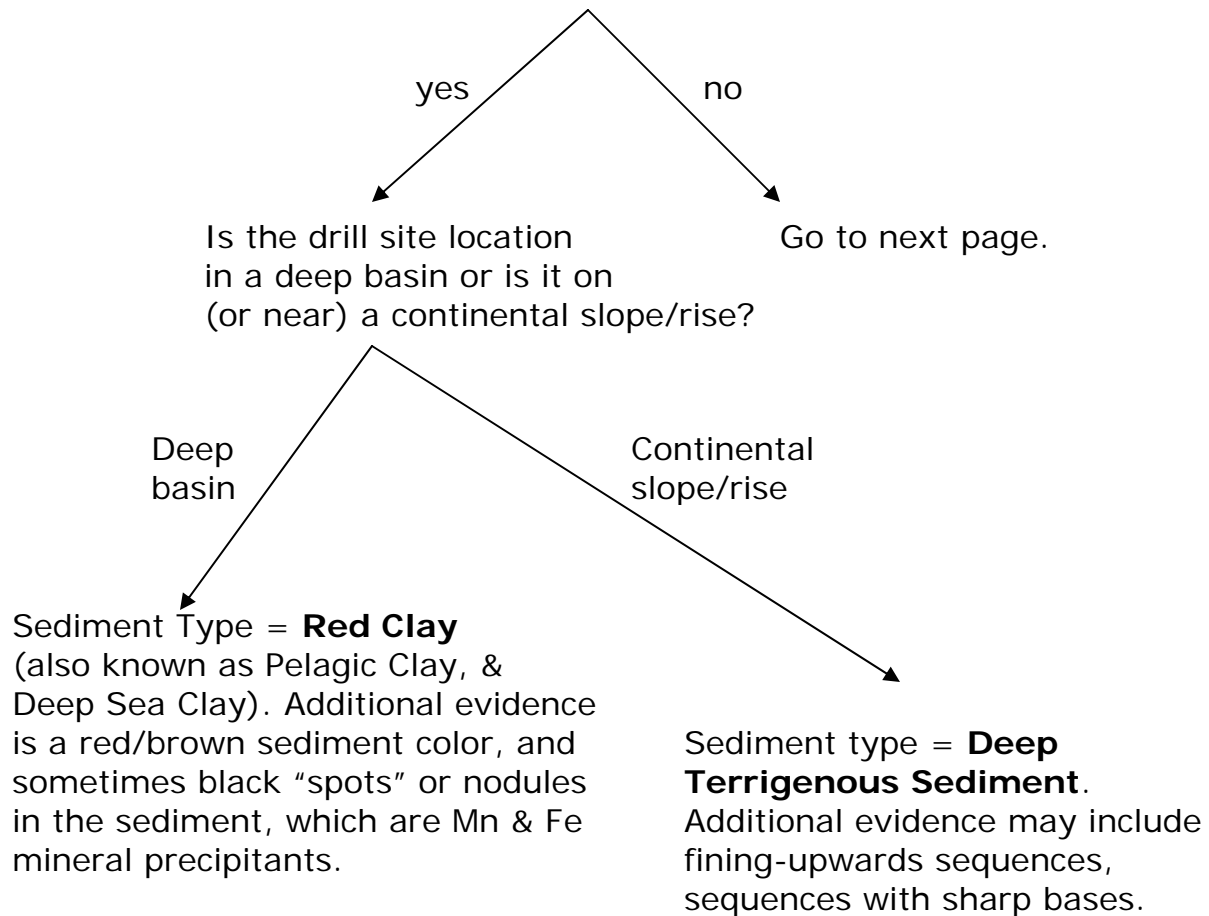 yes
no
Is the drill site location
in a deep basin or is it on
(or near) a continental slope/rise?
Go to next page.
Deep
basin
Continental
slope/rise
Sediment Type = Red Clay
(also known as Pelagic Clay, &
Deep Sea Clay). Additional evidence
is a red/brown sediment color, and
sometimes black “spots” or nodules
in the sediment, which are Mn & Fe
mineral precipitants.
Sediment type = Deep
Terrigenous Sediment.
Additional evidence may include
fining-upwards sequences,
sequences with sharp bases.